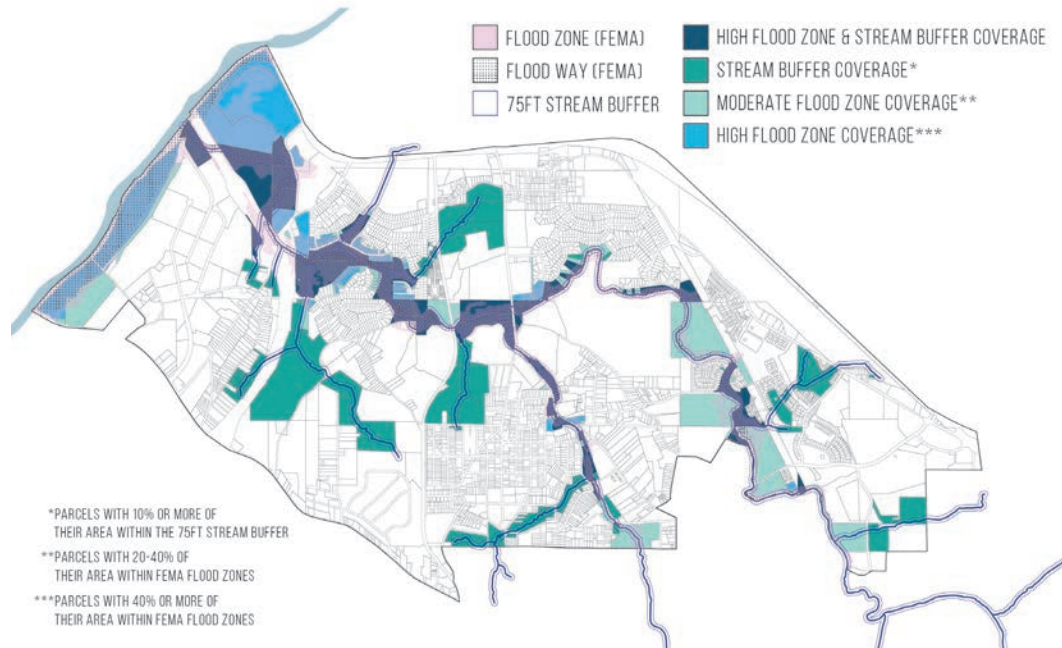 FLOOD ZONE (FEMA)
FLOOD WAY (FEMA)
75FT STREAM BUFFER
HIGH FLOOD ZONE & STREAM BUFFER COVERAGE
STREAM BUFFER COVERAGE*
MODERATE FLOOD ZONE COVERAGE**
HIGH FLOOD ZONE COVERAGE***
*PARCELS WITH 10% OR MORE OF
THEIR AREA WITHIN THE 75FT STREAM BUFFER
**PARCELS WITH 20-40% OF
THEIR AREA WITHIN FEMA FLOOD ZONES
***PARCELS WITH 40% OR MORE OF
THEIR AREA WITHIN FEMA FLOOD ZONES